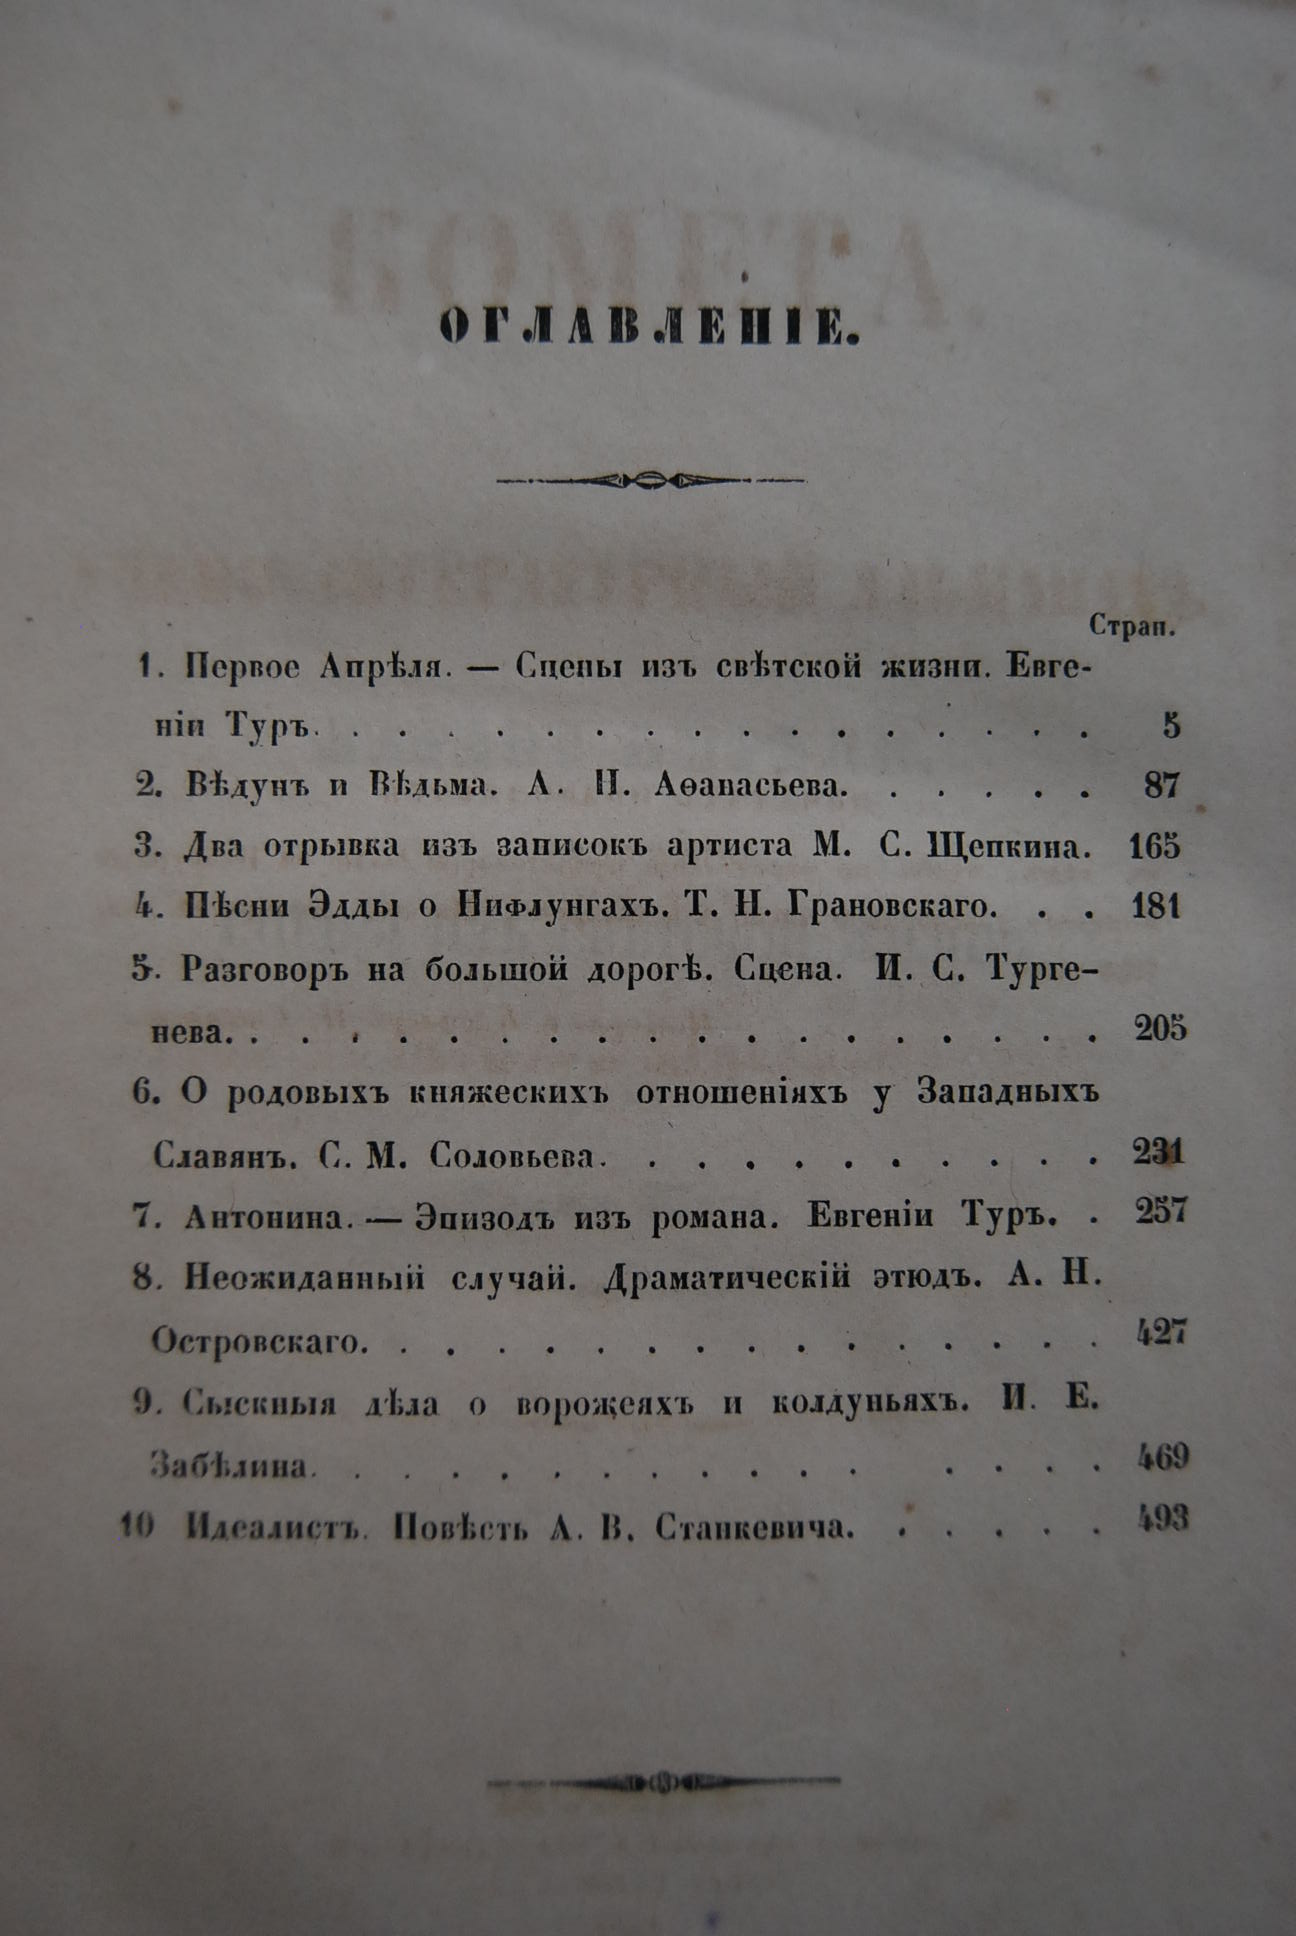 ОГЛАВЛЕНІЕ.
Стран.
1. Первое Апрѣля. — Сцены изъ свѣтской жизни. Евге-
ніи Туръ. . . . . . . . . . . . . . . . . 5
2. Вѣдунъ и Вѣдьма. А. Н. Аѳанасьева. . . . . . 87
3. Два отрывка изъ записокъ артиста М. С. Щепкина. 165
4. Пѣсни Эдды о Нифлунгахъ. Т. Н. Грановскаго. . . 181
5. Разговоръ на большой дорогѣ. Сцена. И. С. Турге-
нева. . . . . . . . . . . . . . . . . . . 205
6. О родовыхъ княжескихъ отношеніяхъ у Западныхъ
Славянъ. С. М. Соловьева. . . . . . . . . . . 231
7. Антонина. — Эпизодъ изъ романа. Евгеніи Туръ. . 257
8. Неожиданный случай. Драматическій этюдъ. А. Н.
Островскаго. . . . . . . . . . . . . . . . 427
9. Сыскныя дѣла о ворожеяхъ и колдуньяхъ. И. Е.
Забѣлина. . . . . . . . . . . . . . . . 469
10 Идеалистъ. Повѣсть А. В. Станкевича. . . . . . 493